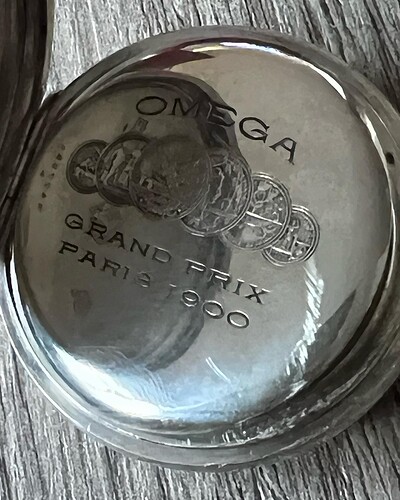 OMEGA
GRAND PRIX
PARIS 1900